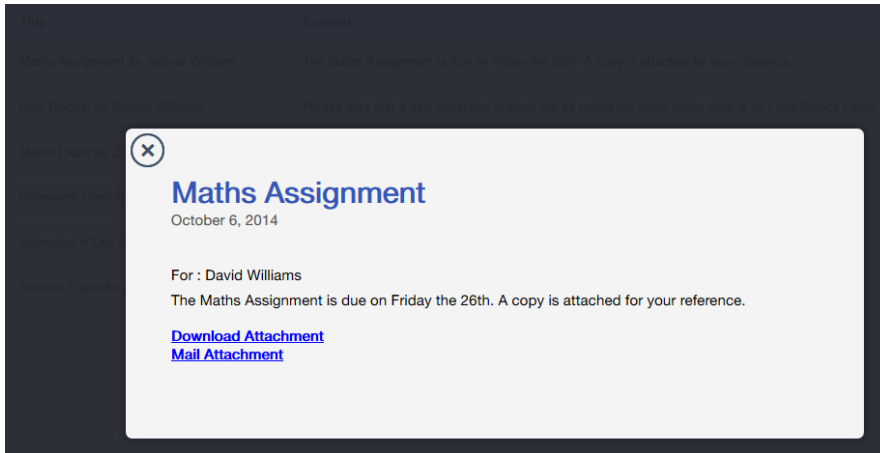 Title Content
Maths Assignment for Joshua Williams The Maths Assignment is due on Friday the 26th. A copy is attached for your reference.
New Teacher for Connor Williams Please note that a new substitute teacher will be taking the class whilst Judy is on Long Service Leave
Maths Exam for
Homework Diary
Extension of Due
Science Exam for
Maths Assignment
October 6, 2014
For : David Williams
The Maths Assignment is due on Friday the 26th. A copy is attached for your reference.
Download Attachment
Mail Attachment